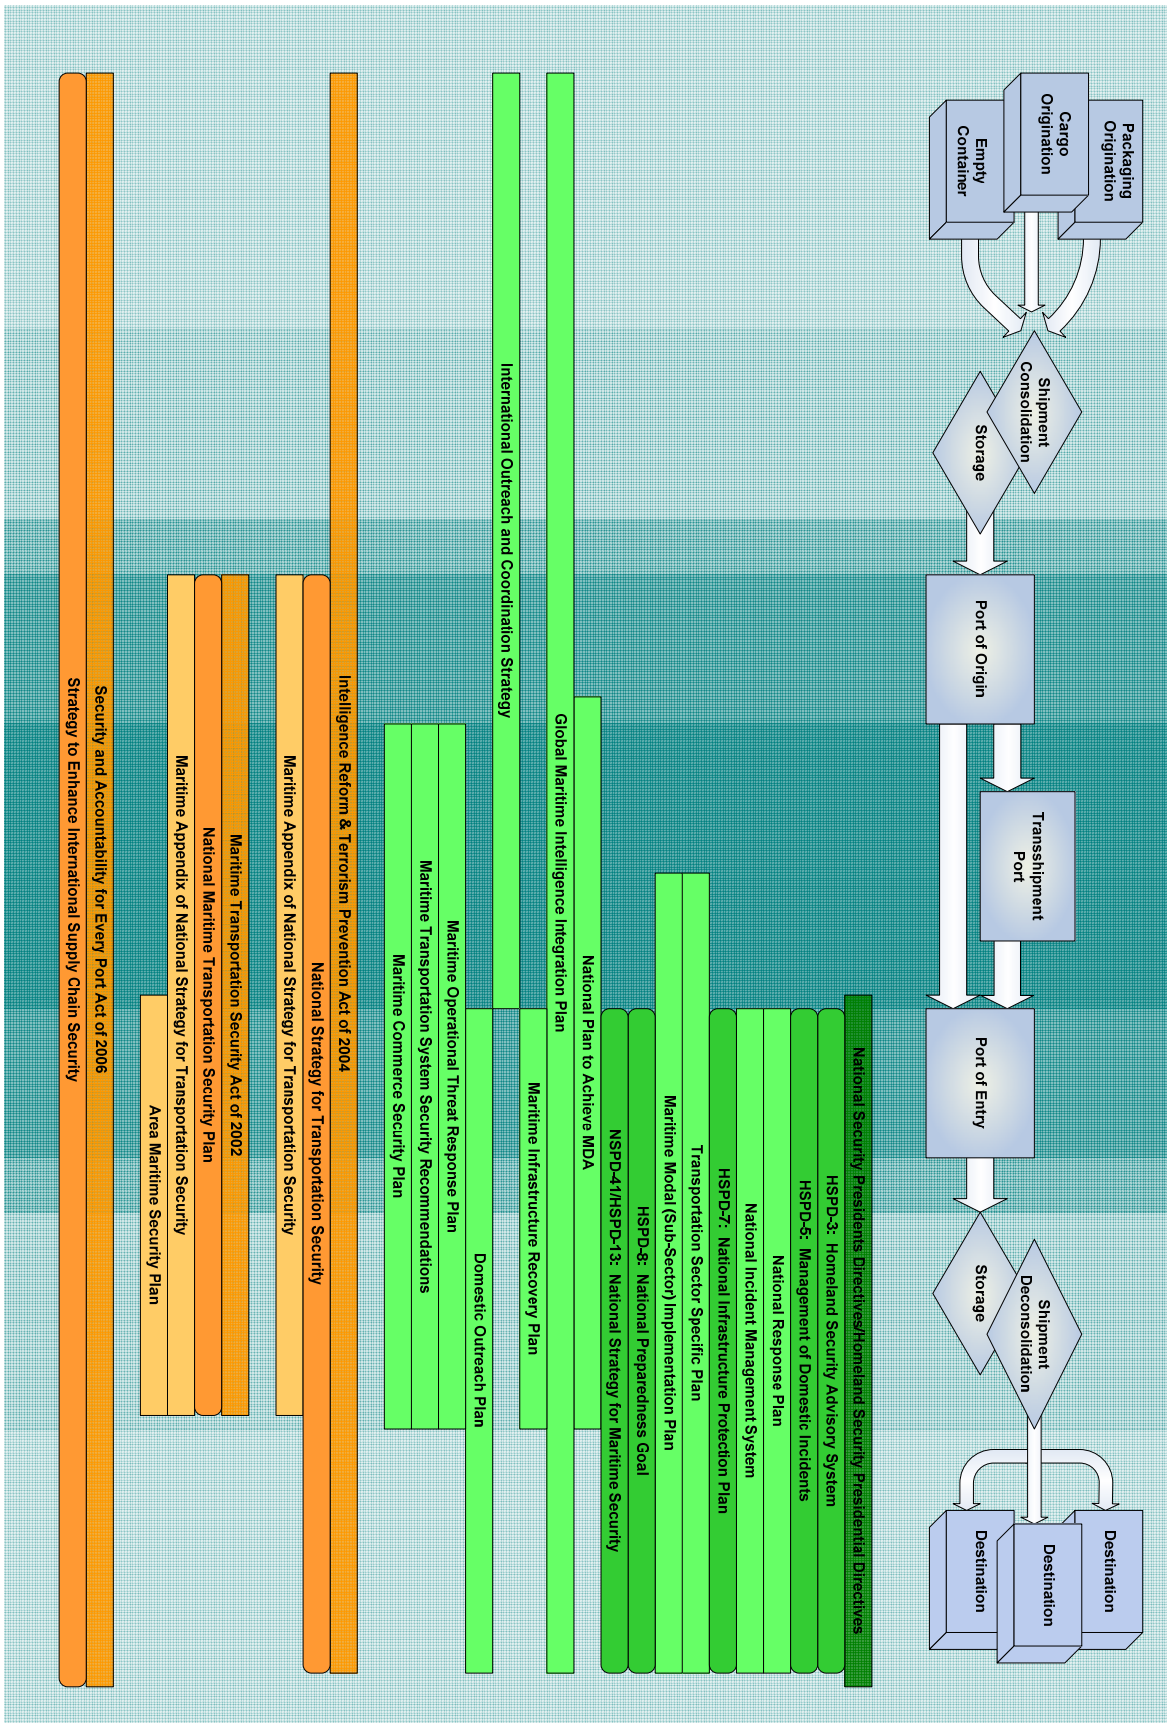 Packaging
Origination
Cargo
Origination
Empty
Container
Shipment
Consolidation
Storage
Port of Origin
Transshipment
Port
Port of Entry
Storage
Shipment
Deconsolidation
Destination
Destination
Destination
National Security Presidents Directives/Homeland Security Presidential Directives
HSPD-3: Homeland Security Advisory System
HSPD-5: Management of Domestic Incidents
National Response Plan
National Incident Management System
HSPD-7: National Infrastructure Protection Plan
Transportation Sector Specific Plan
Maritime Modal (Sub-Sector) Implementation Plan
HSPD-8: National Preparedness Goal
NSPD-41/HSPD-13: National Strategy for Maritime Security
National Plan to Achieve MDA
Global Maritime Intelligence Integration Plan
Maritime Infrastructure Recovery Plan
International Outreach and Coordination Strategy
Domestic Outreach Plan
Maritime Operational Threat Response Plan
Maritime Transportation System Security Recommendations
Maritime Commerce Security Plan
Intelligence Reform & Terrorism Prevention Act of 2004
National Strategy for Transportation Security
Maritime Appendix of National Strategy for Transportation Security
Maritime Transportation Security Act of 2002
National Maritime Transportation Security Plan
Maritime Appendix of National Strategy for Transportation Security
Area Maritime Security Plan
Security and Accountability for Every Port Act of 2006
Strategy to Enhance International Supply Chain Security